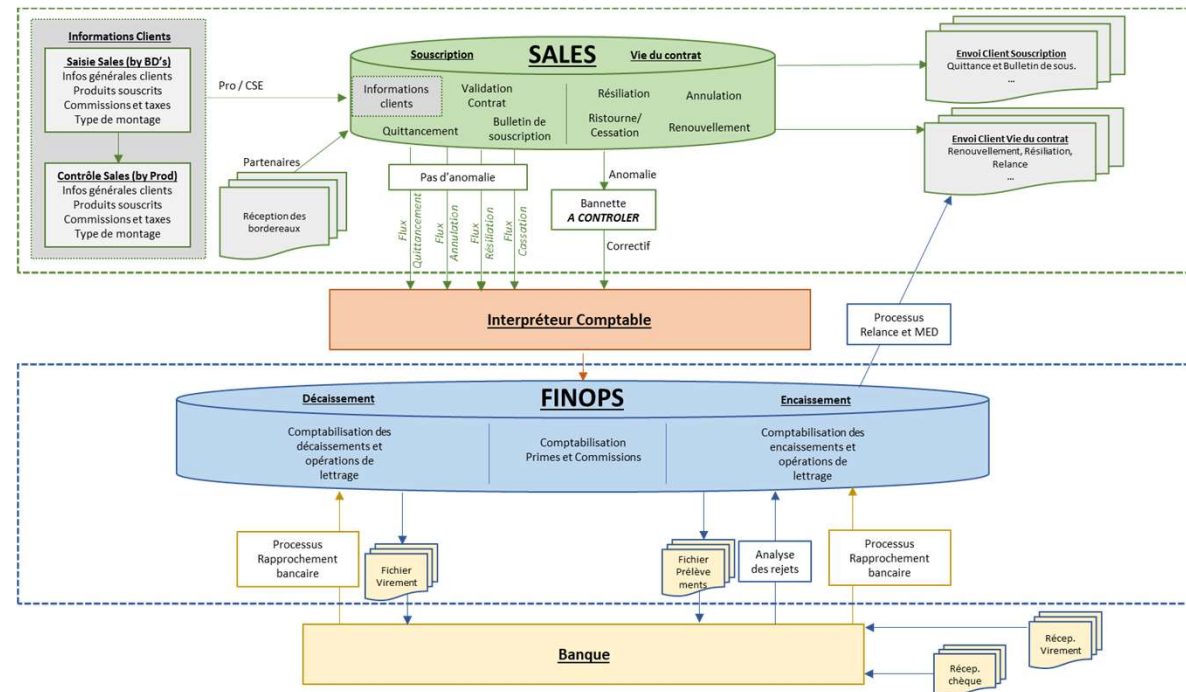 Informations Clients
Saisie Sales (by BD's)
Infos générales clients
Produits souscrits
Commissions et taxes
Type de montage
Contrôle Sales (by Prod)
Infos générales clients
Produits souscrits
Commissions et taxes
Type de montage
Pro / CSE
Partenaires
Réception des
bordereaux
Souscription
SALES
Vie du contrat
Informations
clients
Validation
Contrat
Quittancement
Bulletin de
souscription
Résiliation
Annulation
Ristourne/
Cessation
Renouvellement
Pas d'anomalie
Flux
Quittancement
Flux
Annulation
Flux
Résiliation
Flux
Cassation
Anomalie
Bannette
A CONTROLER
Correctif
Envoi Client Souscription
Quittance et Bulletin de sous.
...
Envoi Client Vie du contrat
Renouvellement, Résiliation,
Relance
...
Interpréteur Comptable
Processus
Relance et MED
Décaissement
FINOPS
Encaissement
Comptabilisation des
décaissements et
opérations de
lettrage
Comptabilisation
Primes et Commissions
Comptabilisation des
encaissements et
opérations de
lettrage
Processus
Rapprochement
bancaire
Fichier
Virement
Fichier
Prélève
ments
Analyse
des rejets
Processus
Rapprochement
bancaire
Banque
Récep.
Virement
Récep.
chèque